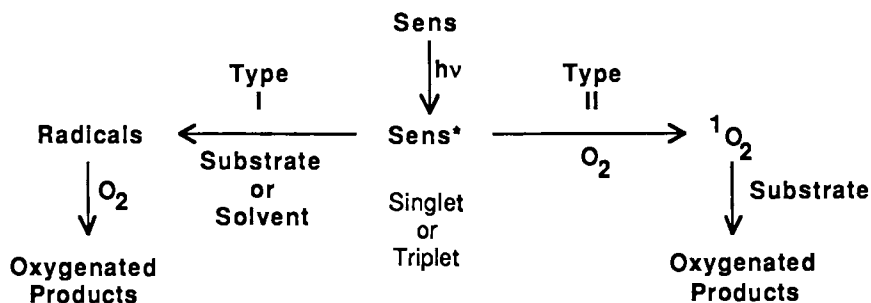 Sens
hν
Type
I
Type
II
Radicals
Sens*
¹O₂
Substrate
or
Solvent
O₂
O₂
Substrate
Singlet
or
Triplet
Oxygenated
Products
Oxygenated
Products